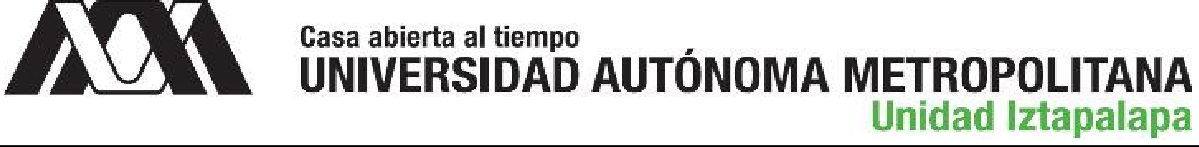 Casa abierta al tiempo
UNIVERSIDAD AUTÓNOMA METROPOLITANA
Unidad Iztapalapa